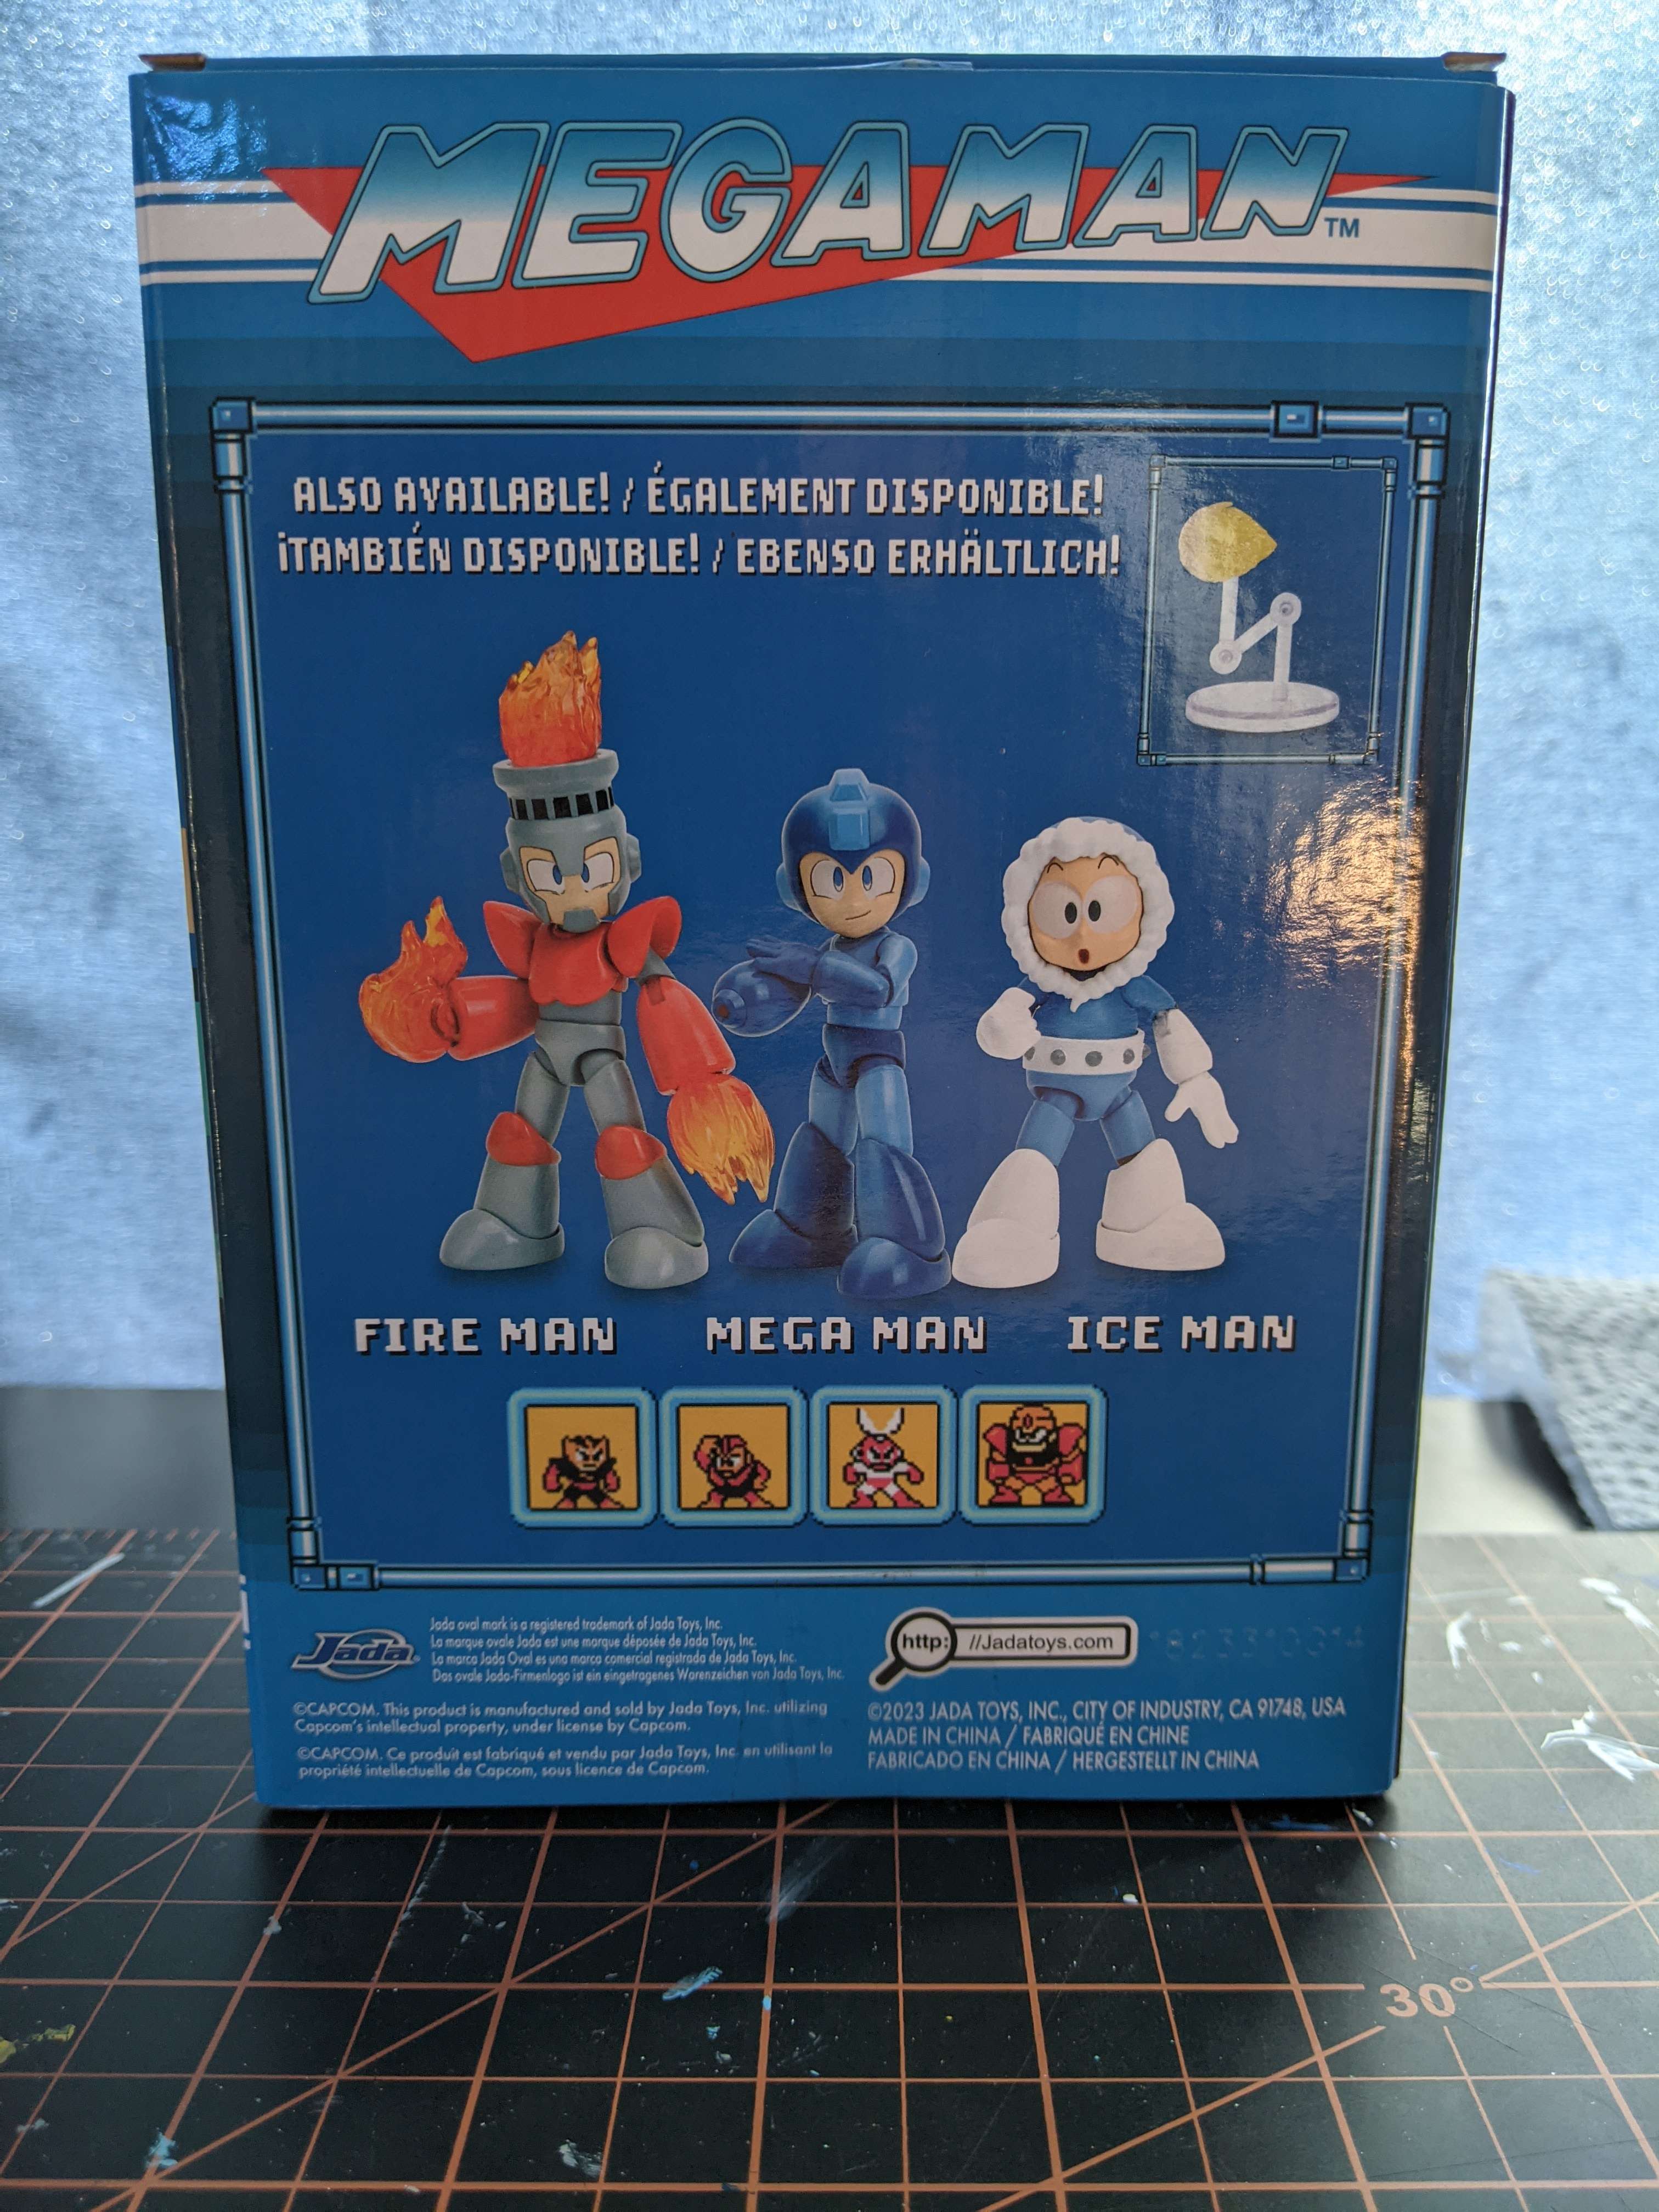 MEGAMAN™
ALSO AVAILABLE! / ÉGALEMENT DISPONIBLE!
¡TAMBIÉN DISPONIBLE! / EBENSO ERHÄLTLICH!
FIRE MAN
MEGA MAN
ICE MAN
Jada
Jada oval mark is a registered trademark of Jada Toys, Inc.
La marque ovale Jada est une marque déposée de Jada Toys, Inc.
La marca Jada Oval es una marca comercial registrada de Jada Toys, Inc.
Das ovale Jada-Firmenlogo ist ein eingetragenes Warenzeichen von Jada Toys, Inc.
©CAPCOM. This product is manufactured and sold by Jada Toys, Inc. utilizing
Capcom's intellectual property, under license by Capcom.
©CAPCOM. Ce produit est fabriqué et vendu par Jada Toys, Inc. en utilisant la
propriété intellectuelle de Capcom, sous licence de Capcom.
http: //Jadatoys.com
©2023 JADA TOYS, INC., CITY OF INDUSTRY, CA 91748, USA
MADE IN CHINA / FABRIQUÉ EN CHINE
FABRICADO EN CHINA / HERGESTELLT IN CHINA
30°